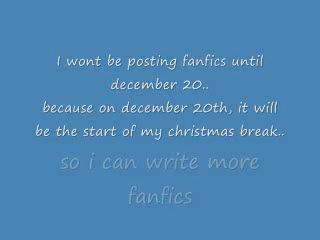 I wont be posting fanfics until
december 20..
because on december 20th, it will
be the start of my christmas break..
so i can write more
fanfics